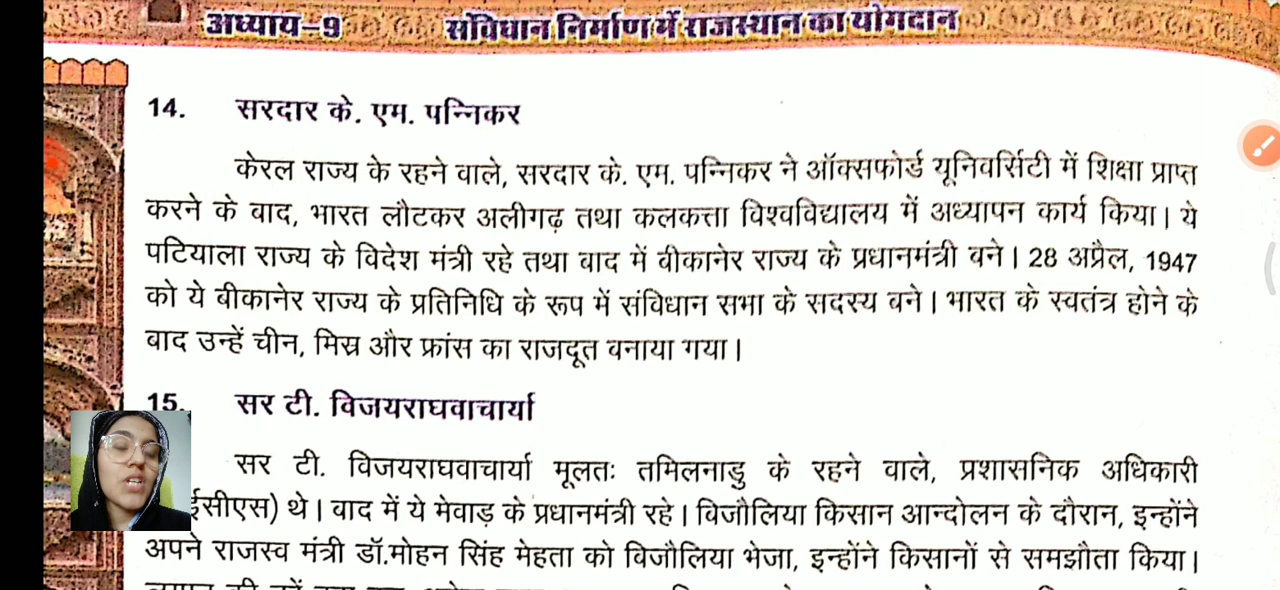 अध्याय-9
संविधान निर्माण में राजस्थान का योगदान
14. सरदार के. एम. पन्निकर
केरल राज्य के रहने वाले, सरदार के. एम. पन्निकर ने ऑक्सफोर्ड यूनिवर्सिटी में शिक्षा प्राप्त
करने के बाद, भारत लौटकर अलीगढ़ तथा कलकत्ता विश्वविद्यालय में अध्यापन कार्य किया। ये
पटियाला राज्य के विदेश मंत्री रहे तथा बाद में बीकानेर राज्य के प्रधानमंत्री बने। 28 अप्रैल, 1947
को ये बीकानेर राज्य के प्रतिनिधि के रूप में संविधान सभा के सदस्य बने। भारत के स्वतंत्र होने के
बाद उन्हें चीन, मिस्र और फ्रांस का राजदूत बनाया गया।
15. सर टी. विजयराघवाचार्या
सर टी. विजयराघवाचार्या मूलतः तमिलनाडु के रहने वाले, प्रशासनिक अधिकारी
ईसीएस) थे। बाद में ये मेवाड़ के प्रधानमंत्री रहे। बिजौलिया किसान आन्दोलन के दौरान, इन्होंने
अपने राजस्व मंत्री डॉ.मोहन सिंह मेहता को बिजौलिया भेजा, इन्होंने किसानों से समझौता किया।